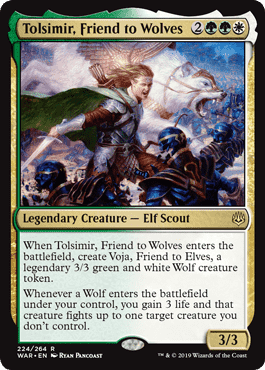 Tolsimir, Friend to Wolves 2
Legendary Creature — Elf Scout
When Tolsimir, Friend to Wolves enters the
battlefield, create Voja, Friend to Elves, a
legendary 3/3 green and white Wolf creature
token.
Whenever a Wolf enters the battlefield
under your control, you gain 3 life and that
creature fights up to one target creature you
don't control.
3/3
224/264 R
WAR • EN Ryan Pancoast ™ & © 2019 Wizards of the Coast